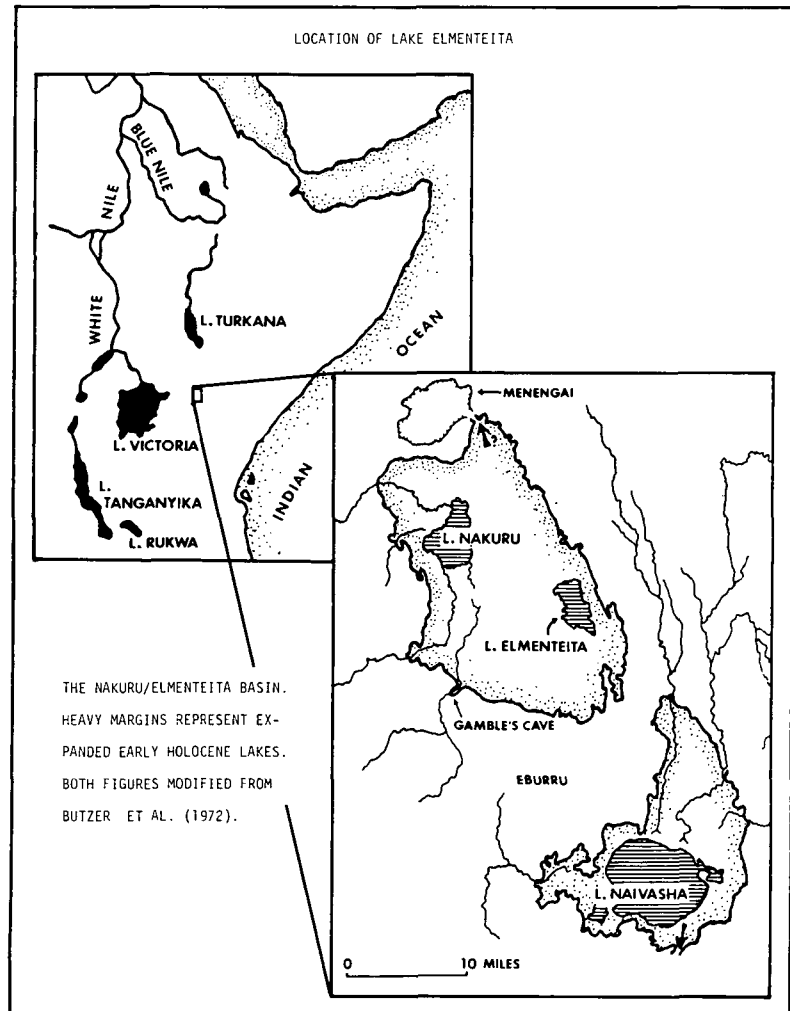 LOCATION OF LAKE ELMENTEITA
BLUE NILE
NILE
WHITE
L. TURKANA
OCEAN
L. VICTORIA
L.
TANGANYIKA
L. RUKWA
INDIAN
MENENGAI
?
L. NAKURU
L. ELMENTEITA
GAMBLE'S CAVE
EBURRU
L. NAIVASHA
0 10 MILES
THE NAKURU/ELMENTEITA BASIN.
HEAVY MARGINS REPRESENT EX-
PANDED EARLY HOLOCENE LAKES.
BOTH FIGURES MODIFIED FROM
BUTZER ET AL. (1972).